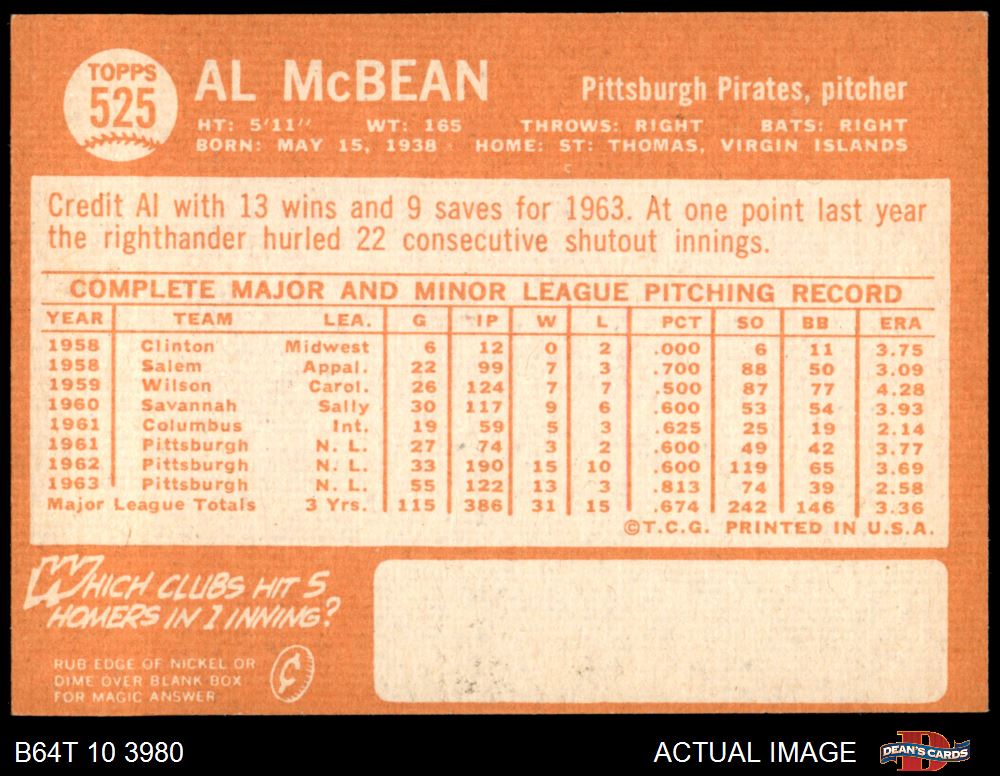 TOPPS
525
AL McBEAN
Pittsburgh Pirates, pitcher
HT: 5'11" WT: 165 THROWS: RIGHT BATS: RIGHT
BORN: MAY 15, 1938 HOME: ST: THOMAS, VIRGIN ISLANDS
Credit Al with 13 wins and 9 saves for 1963. At one point last year
the righthander hurled 22 consecutive shutout innings.
COMPLETE MAJOR AND MINOR LEAGUE PITCHING RECORD
YEAR TEAM LEA. G IP W L PCT SO BB ERA
1958 Clinton Midwest 6 12 0 2 .000 6 11 3.75
1958 Salem Appal. 22 99 7 3 .700 88 50 3.09
1959 Wilson Carol. 26 124 7 7 .500 87 77 4.28
1960 Savannah Sally 30 117 9 6 .600 53 54 3.93
1961 Columbus Int. 19 59 5 3 .625 25 19 2.14
1961 Pittsburgh N. L. 27 74 3 2 .600 49 42 3.77
1962 Pittsburgh N. L. 33 190 15 10 .600 119 65 3.69
1963 Pittsburgh N. L. 55 122 13 3 .813 74 39 2.58
Major League Totals 3 Yrs. 115 386 31 15 .674 242 146 3.36
©T.C.G. PRINTED IN U.S.A.
WHICH CLUBS HIT 5
HOMERS IN 1 INNING?
RUB EDGE OF NICKEL OR
DIME OVER BLANK BOX
FOR MAGIC ANSWER
¢
B64T 10 3980
ACTUAL IMAGE
D
DEAN'S CARDS